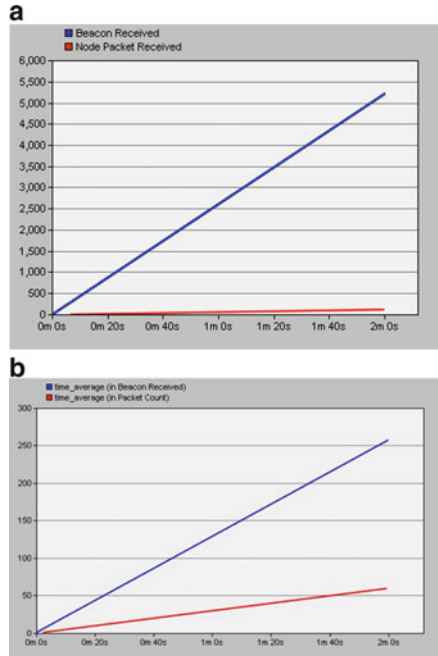 a
Beacon Received
Node Packet Received
6,000
5,500
5,000
4,500
4,000
3,500
3,000
2,500
2,000
1,500
1,000
500
0
0m 0s 0m 20s 0m 40s 1m 0s 1m 20s 1m 40s 2m 0s
b
time_average (in Beacon Received)
time_average (in Packet Count)
300
250
200
150
100
50
0
0m 0s 0m 20s 0m 40s 1m 0s 1m 20s 1m 40s 2m 0s